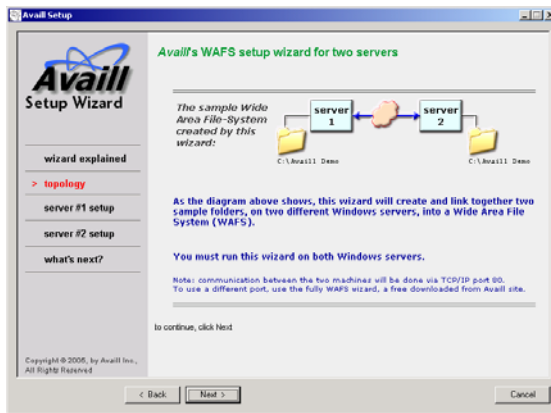 Availl Setup
Availl
Setup Wizard
wizard explained
> topology
server #1 setup
server #2 setup
what's next?
Copyright © 2005, by Availl Inc.,
All Rights Reserved
Availl's WAFS setup wizard for two servers
The sample Wide
Area File-System
created by this
wizard:
server
1
server
2
C:\Availl Demo
C:\Availl Demo
As the diagram above shows, this wizard will create and link together two
sample folders, on two different Windows servers, into a Wide Area File
System (WAFS).
You must run this wizard on both Windows servers.
Note: communication between the two machines will be done via TCP/IP port 80.
To use a different port, use the fully WAFS wizard, a free downloaded from Availl site.
to continue, click Next
< Back
Next >
Cancel